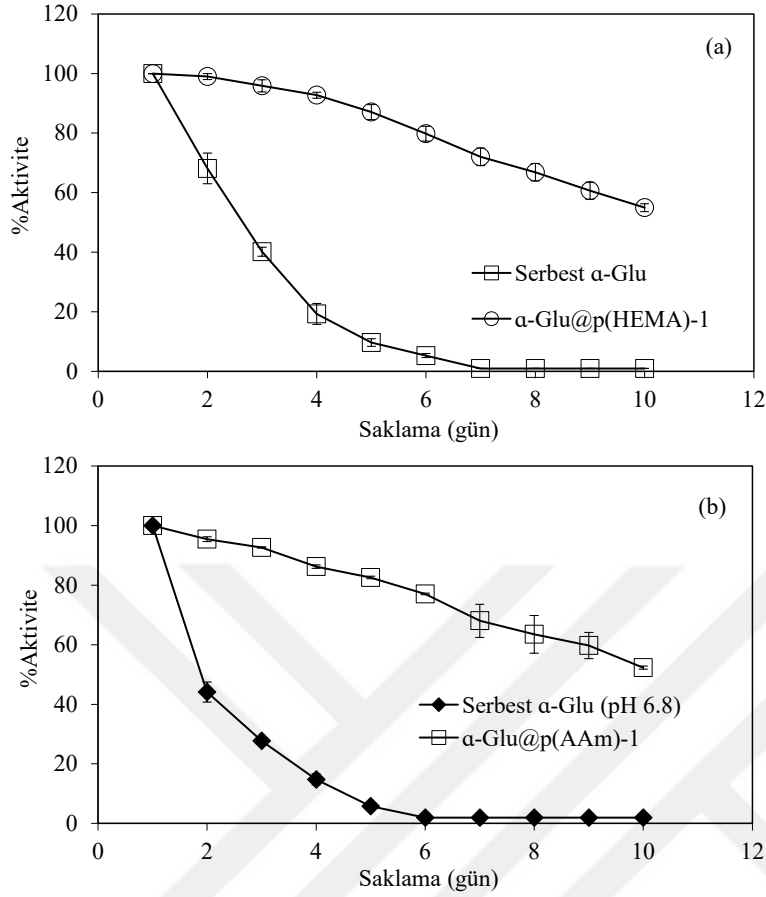 120
(a)
100
80
60
40
20
0
%Aktivite
Serbest α-Glu
α-Glu@p(HEMA)-1
0 2 4 6 8 10 12
Saklama (gün)
120
(b)
100
80
60
40
20
0
%Aktivite
Serbest α-Glu (pH 6.8)
α-Glu@p(AAm)-1
0 2 4 6 8 10 12
Saklama (gün)